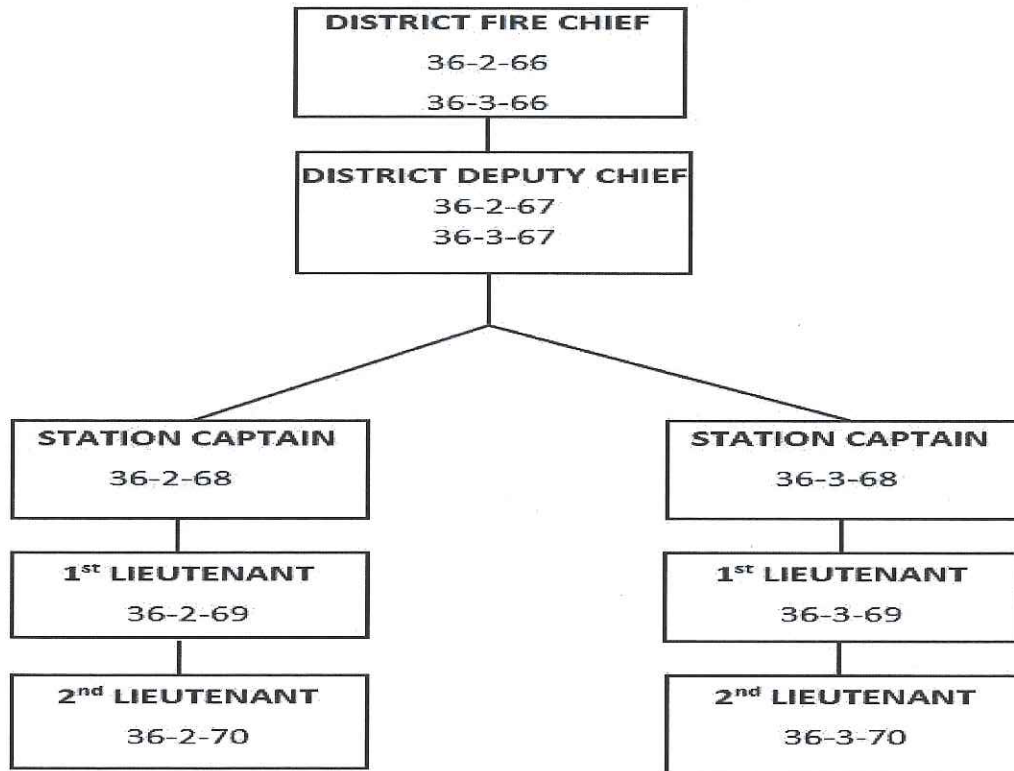 DISTRICT FIRE CHIEF
36-2-66
36-3-66
DISTRICT DEPUTY CHIEF
36-2-67
36-3-67
STATION CAPTAIN
36-2-68
1st LIEUTENANT
36-2-69
2nd LIEUTENANT
36-2-70
STATION CAPTAIN
36-3-68
1st LIEUTENANT
36-3-69
2nd LIEUTENANT
36-3-70